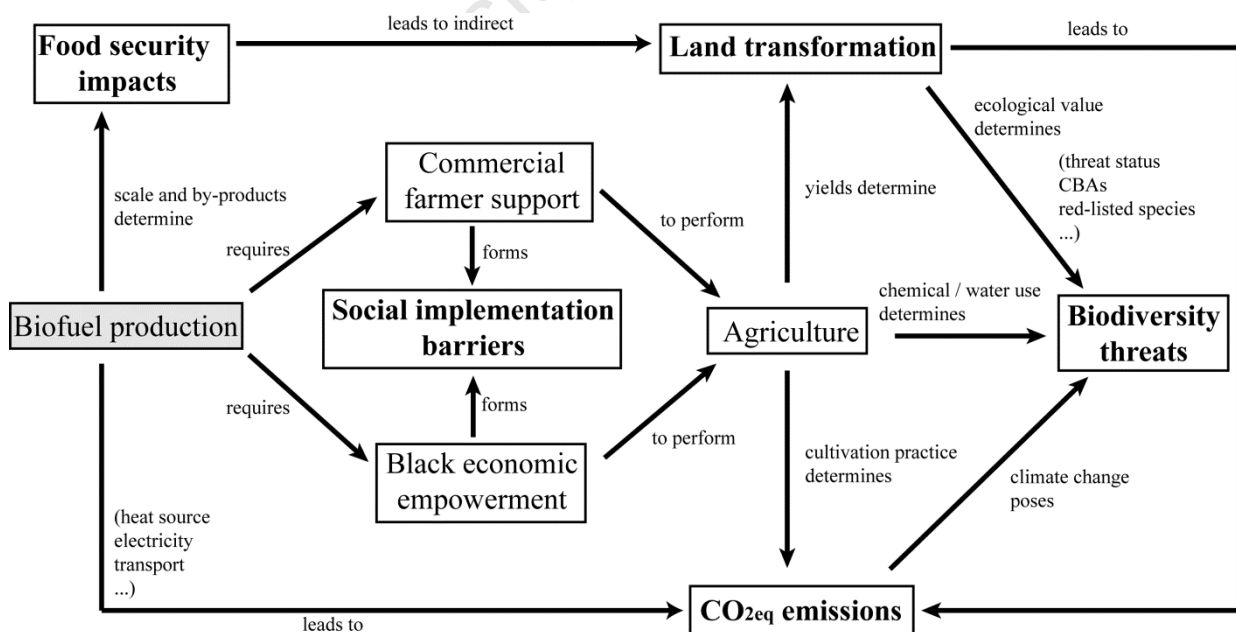 leads to indirect
leads to
Food security
impacts
Land transformation
ecological value
determines
(threat status
CBAs
red-listed species
...)
Commercial
farmer support
scale and by-products
determine
yields determine
to perform
requires
forms
chemical / water use
determines
Biofuel production
Social implementation
barriers
Agriculture
Biodiversity
threats
requires
forms
to perform
Black economic
empowerment
cultivation practice
determines
climate change
poses
(heat source
electricity
transport
...)
CO2eq emissions
leads to